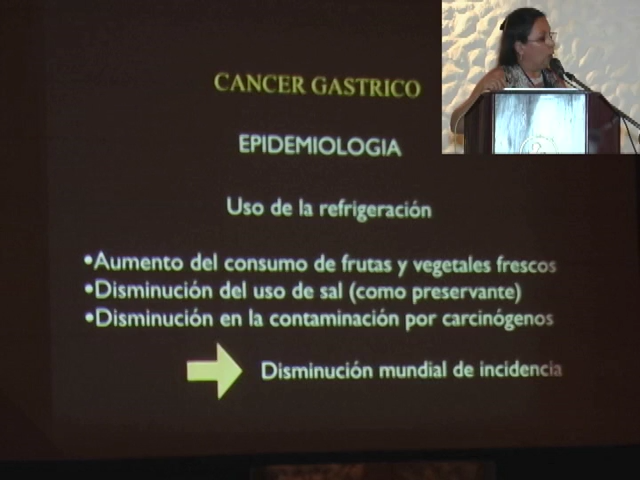 CANCER GASTRICO
EPIDEMIOLOGIA
Uso de la refrigeración
•Aumento del consumo de frutas y vegetales frescos
•Disminución del uso de sal (como preservante)
•Disminución en la contaminación por carcinógenos
Disminución mundial de incidencia